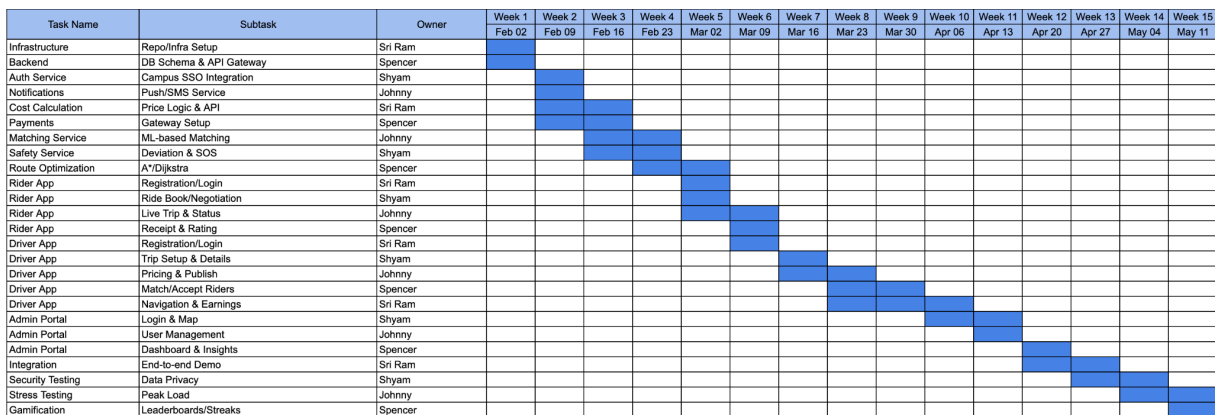 Task Name Subtask Owner Week 1 Week 2 Week 3 Week 4 Week 5 Week 6 Week 7 Week 8 Week 9 Week 10 Week 11 Week 12 Week 13 Week 14 Week 15
Feb 02 Feb 09 Feb 16 Feb 23 Mar 02 Mar 09 Mar 16 Mar 23 Mar 30 Apr 06 Apr 13 Apr 20 Apr 27 May 04 May 11
Infrastructure Repo/Infra Setup Sri Ram
Backend DB Schema & API Gateway Spencer
Auth Service Campus SSO Integration Shyam
Notifications Push/SMS Service Johnny
Cost Calculation Price Logic & API Sri Ram
Payments Gateway Setup Spencer
Matching Service ML-based Matching Johnny
Safety Service Deviation & SOS Shyam
Route Optimization A*/Dijkstra Spencer
Rider App Registration/Login Sri Ram
Rider App Ride Book/Negotiation Shyam
Rider App Live Trip & Status Johnny
Rider App Receipt & Rating Spencer
Driver App Registration/Login Sri Ram
Driver App Trip Setup & Details Shyam
Driver App Pricing & Publish Johnny
Driver App Match/Accept Riders Spencer
Driver App Navigation & Earnings Sri Ram
Admin Portal Login & Map Shyam
Admin Portal User Management Johnny
Admin Portal Dashboard & Insights Spencer
Integration End-to-end Demo Sri Ram
Security Testing Data Privacy Shyam
Stress Testing Peak Load Johnny
Gamification Leaderboards/Streaks Spencer